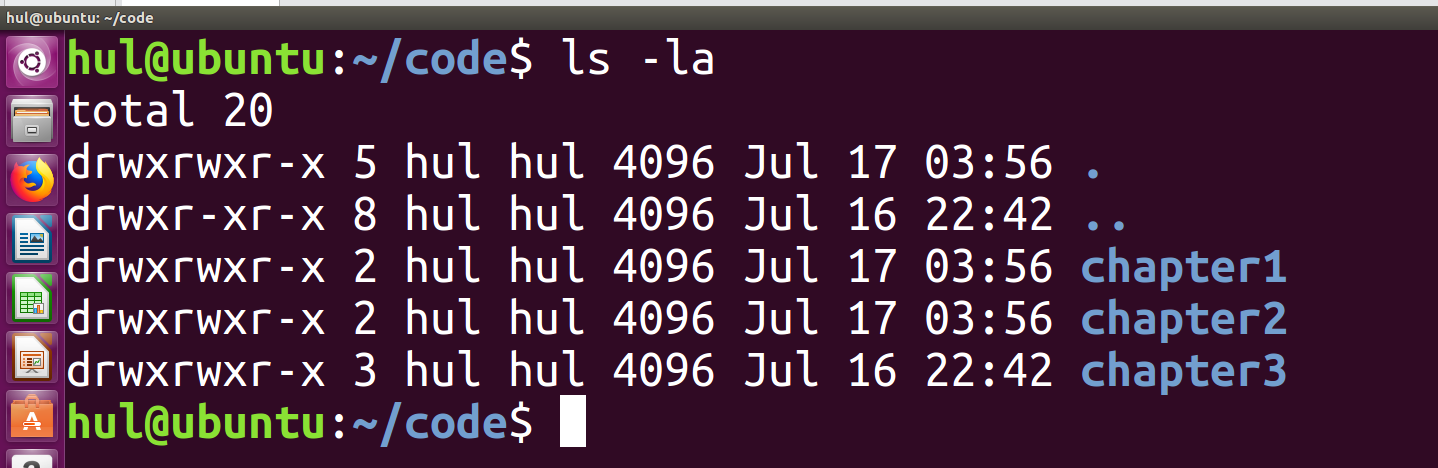 hul@ubuntu: ~/code
hul@ubuntu:~/code$ ls -la
total 20
drwxrwxr-x 5 hul hul 4096 Jul 17 03:56 .
drwxr-xr-x 8 hul hul 4096 Jul 16 22:42 ..
drwxrwxr-x 2 hul hul 4096 Jul 17 03:56 chapter1
drwxrwxr-x 2 hul hul 4096 Jul 17 03:56 chapter2
drwxrwxr-x 3 hul hul 4096 Jul 16 22:42 chapter3
hul@ubuntu:~/code$